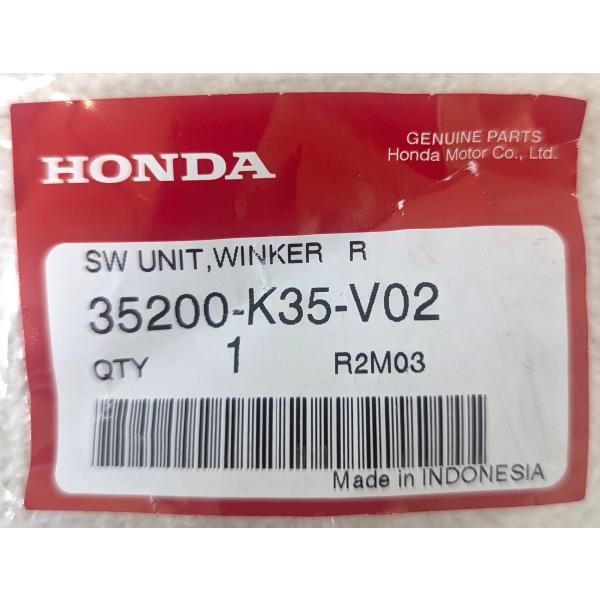 HONDA
GENUINE PARTS
Honda Motor Co., Ltd.
SW UNIT,WINKER R
35200-K35-V02
QTY 1 R2M03
Made in INDONESIA